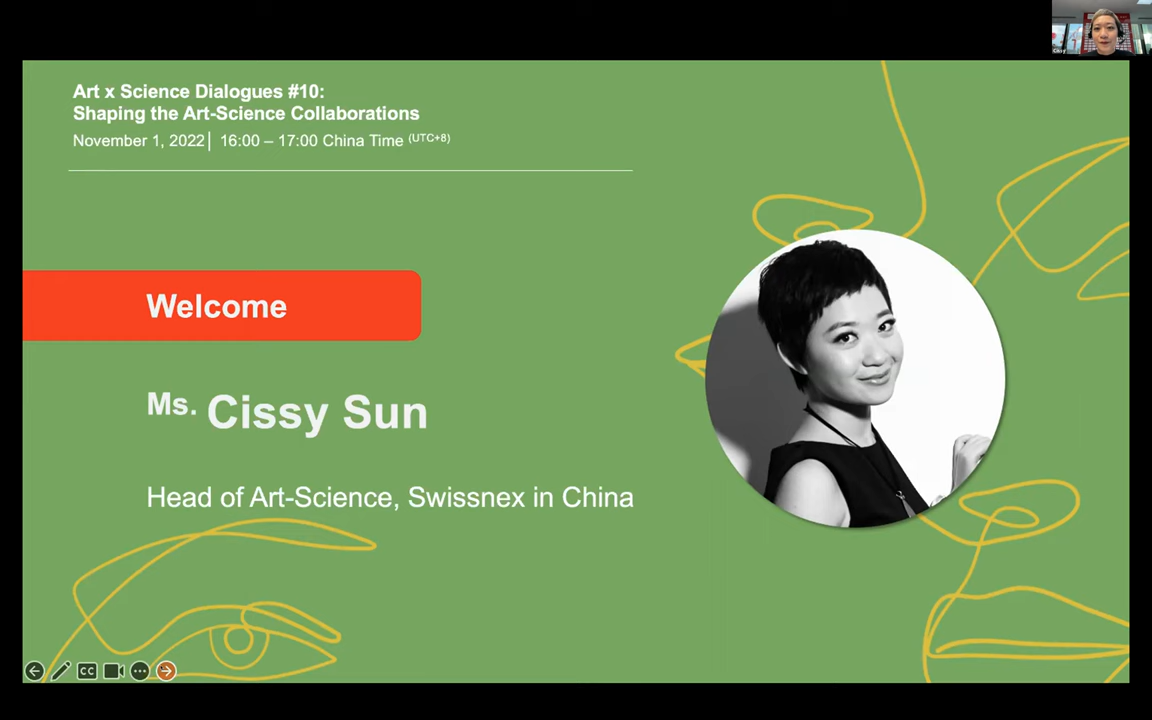 Art x Science Dialogues #10:
Shaping the Art-Science Collaborations
November 1, 2022| 16:00 – 17:00 China Time (UTC+8)
Welcome
Ms. Cissy Sun
Head of Art-Science, Swissnex in China
CC